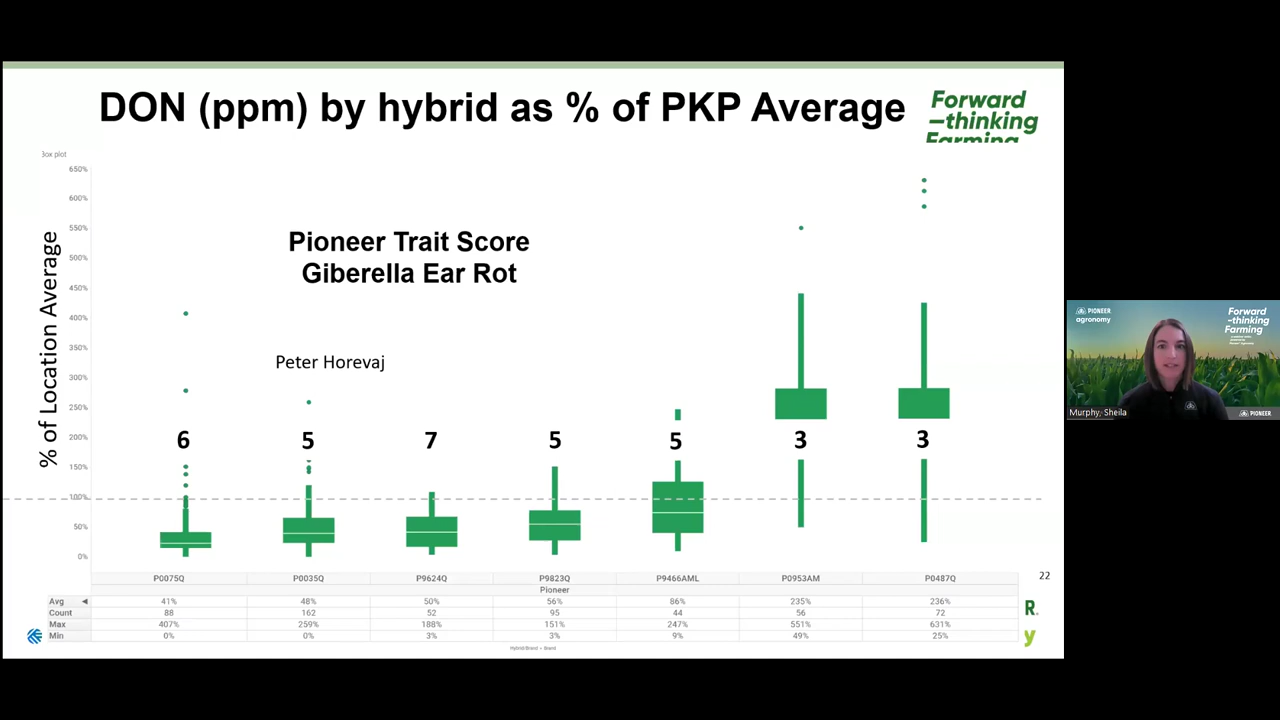 DON (ppm) by hybrid as % of PKP Average
Forward
–thinking
Farming
Box plot
650%
600%
550%
500%
450%
400%
350%
300%
250%
200%
150%
100%
50%
0%
% of Location Average
Pioneer Trait Score
Giberella Ear Rot
Peter Horevaj
6 5 7 5 5 3 3
P0075Q P0035Q P9624Q P9823Q P9466AML P0953AM P0487Q
Pioneer
Avg ◄ 41% 48% 50% 56% 86% 235% 236%
Count 88 162 52 95 44 56 72
Max 407% 259% 188% 151% 247% 551% 631%
Min 0% 0% 3% 3% 9% 49% 25%
Hybrid/Brand + Brand
22
R.
y
PIONEER
agronomy
Forward
–thinking
Farming
Murphy, Sheila
PIONEER